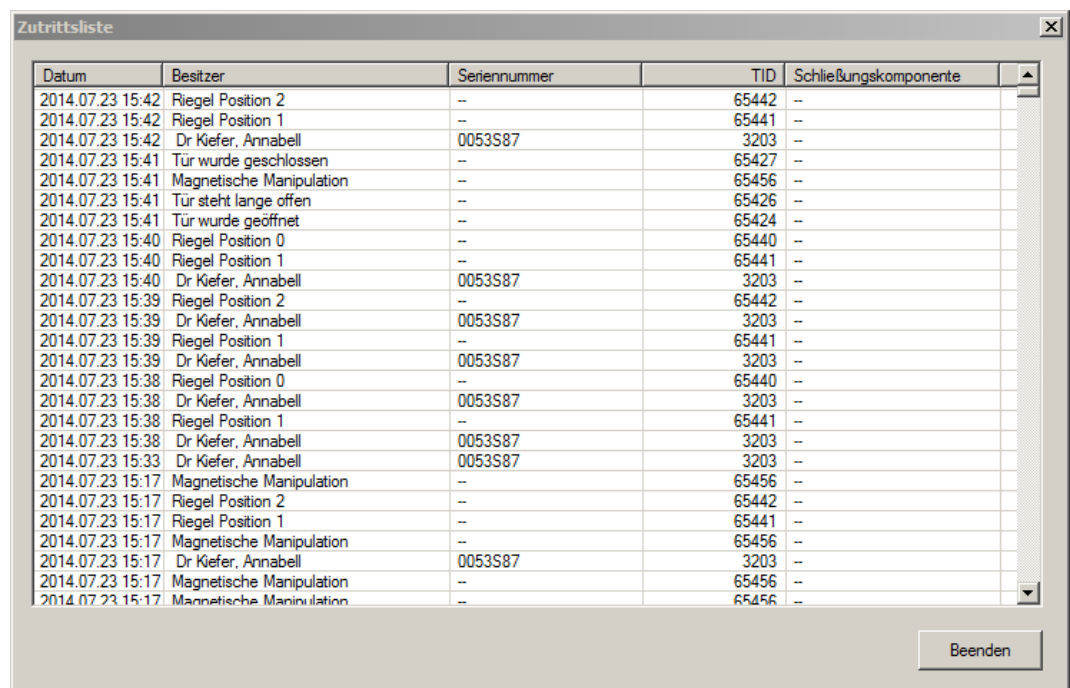 Zutrittsliste
Datum Besitzer Seriennummer TID Schließungskomponente
2014.07.23 15:42 Riegel Position 2 -- 65442 --
2014.07.23 15:42 Riegel Position 1 -- 65441 --
2014.07.23 15:42 Dr Kiefer, Annabell 0053S87 3203 --
2014.07.23 15:41 Tür wurde geschlossen -- 65427 --
2014.07.23 15:41 Magnetische Manipulation -- 65456 --
2014.07.23 15:41 Tür steht lange offen -- 65426 --
2014.07.23 15:41 Tür wurde geöffnet -- 65424 --
2014.07.23 15:40 Riegel Position 0 -- 65440 --
2014.07.23 15:40 Riegel Position 1 -- 65441 --
2014.07.23 15:40 Dr Kiefer, Annabell 0053S87 3203 --
2014.07.23 15:39 Riegel Position 2 -- 65442 --
2014.07.23 15:39 Dr Kiefer, Annabell 0053S87 3203 --
2014.07.23 15:39 Riegel Position 1 -- 65441 --
2014.07.23 15:39 Dr Kiefer, Annabell 0053S87 3203 --
2014.07.23 15:38 Riegel Position 0 -- 65440 --
2014.07.23 15:38 Dr Kiefer, Annabell 0053S87 3203 --
2014.07.23 15:38 Riegel Position 1 -- 65441 --
2014.07.23 15:38 Dr Kiefer, Annabell 0053S87 3203 --
2014.07.23 15:33 Dr Kiefer, Annabell 0053S87 3203 --
2014.07.23 15:17 Magnetische Manipulation -- 65456 --
2014.07.23 15:17 Riegel Position 2 -- 65442 --
2014.07.23 15:17 Riegel Position 1 -- 65441 --
2014.07.23 15:17 Magnetische Manipulation -- 65456 --
2014.07.23 15:17 Dr Kiefer, Annabell 0053S87 3203 --
2014.07.23 15:17 Magnetische Manipulation -- 65456 --
2014.07.23 15:17 Magnetische Manipulation -- 65456 --
Beenden